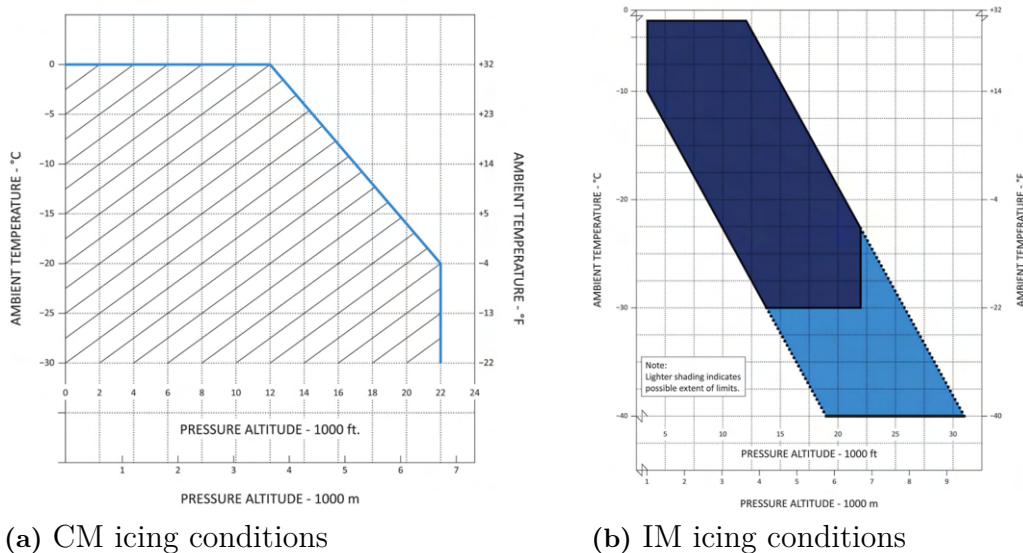 0
-5
-10
-15
-20
-25
-30
AMBIENT TEMPERATURE - °C
+32
+23
+14
+5
-4
-13
-22
AMBIENT TEMPERATURE - °F
0 2 4 6 8 10 12 14 16 18 20 22 24
PRESSURE ALTITUDE - 1000 ft.
1 2 3 4 5 6 7
PRESSURE ALTITUDE - 1000 m
(a) CM icing conditions
0
-10
-20
-30
-40
AMBIENT TEMPERATURE - °C
+32
+14
-4
-22
-40
AMBIENT TEMPERATURE - °F
Note:
Lighter shading indicates
possible extent of limits.
5 15 20 25 30
PRESSURE ALTITUDE - 1000 ft
1 2 3 4 5 6 7 8 9
PRESSURE ALTITUDE - 1000 m
(b) IM icing conditions